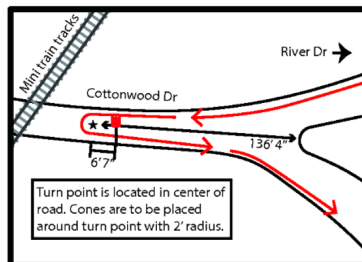 River Dr
Mini train tracks
Cottonwood Dr
136'4"
6'7"
Turn point is located in center of
road. Cones are to be placed
around turn point with 2' radius.